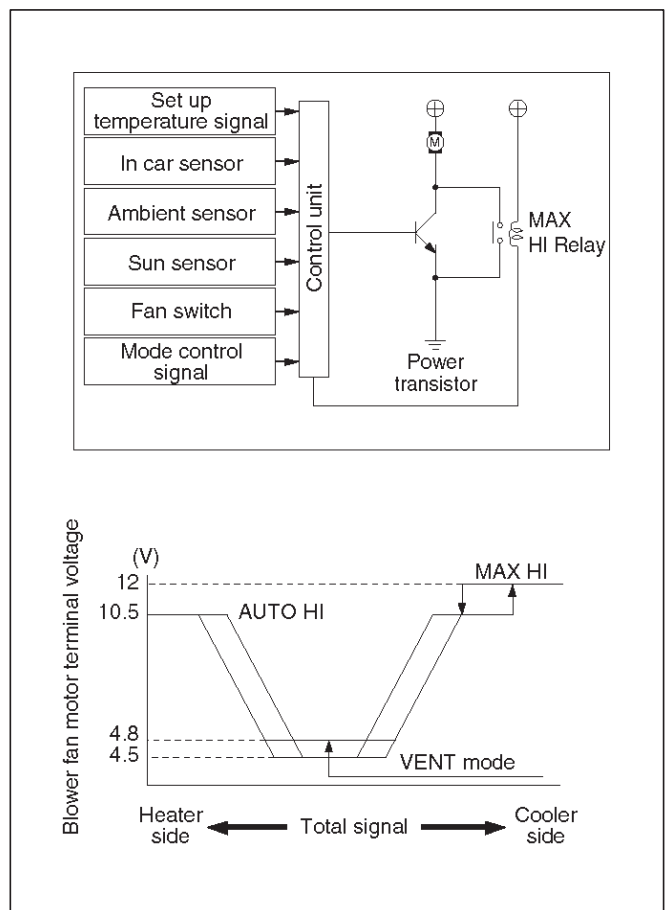 Set up
temperature signal
In car sensor
Ambient sensor
Sun sensor
Fan switch
Mode control
signal
Control unit
M
MAX
HI Relay
Power
transistor
Blower fan motor terminal voltage
(V)
12
10.5
4.8
4.5
MAX HI
AUTO HI
VENT mode
Heater
side
Total signal
Cooler
side